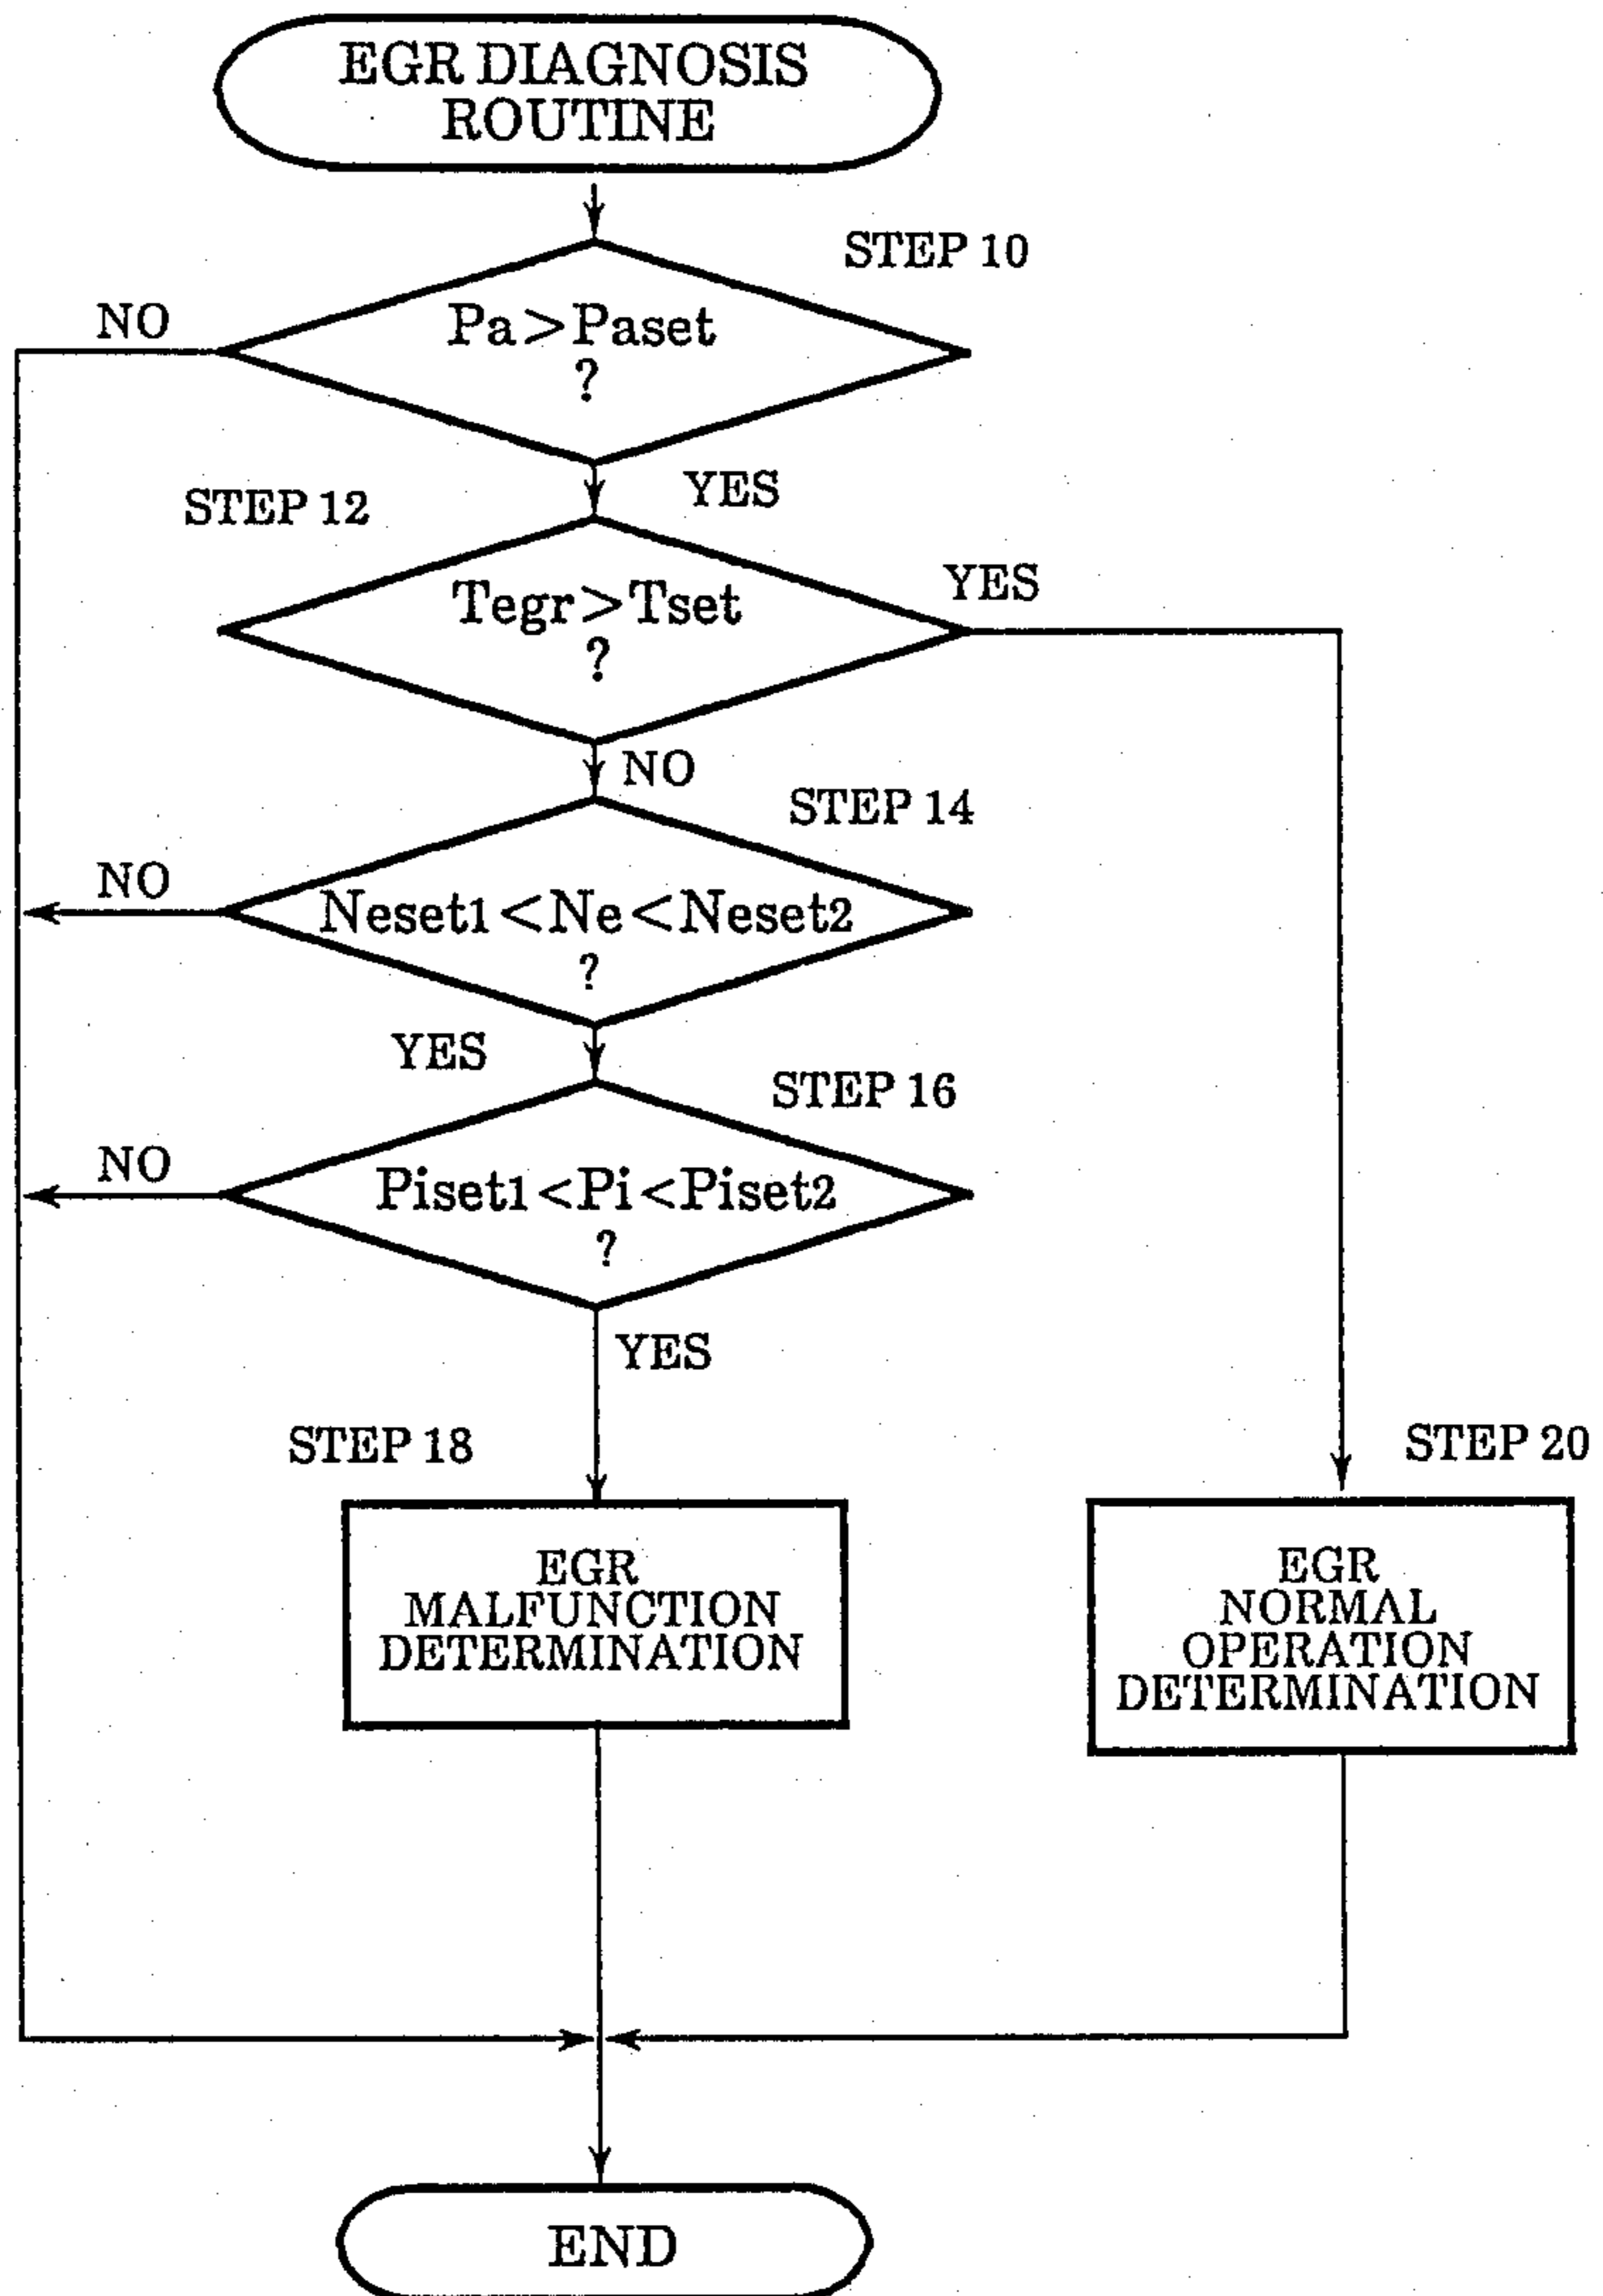 EGR DIAGNOSIS
ROUTINE
STEP 10
NO
Pa>Paset
?
YES
STEP 12
Tegr>Tset
?
YES
NO
STEP 14
NO
Neset1<Ne<Neset2
?
YES
STEP 16
NO
Piset1<Pi<Piset2
?
YES
STEP 18
STEP 20
EGR
MALFUNCTION
DETERMINATION
EGR
NORMAL
OPERATION
DETERMINATION
END